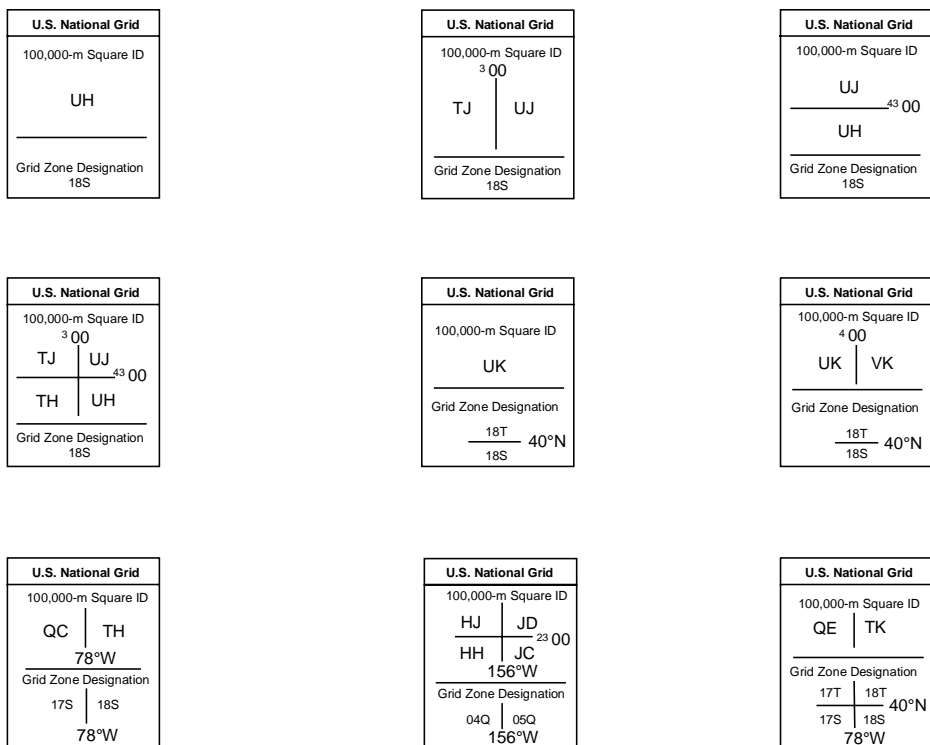 U.S. National Grid
100,000-m Square ID
UH
Grid Zone Designation
18S
U.S. National Grid
100,000-m Square ID
3 00
TJ UJ
Grid Zone Designation
18S
U.S. National Grid
100,000-m Square ID
UJ
43 00
UH
Grid Zone Designation
18S
U.S. National Grid
100,000-m Square ID
3 00
TJ UJ
43 00
TH UH
Grid Zone Designation
18S
U.S. National Grid
100,000-m Square ID
UK
Grid Zone Designation
18T
40°N
18S
U.S. National Grid
100,000-m Square ID
4 00
UK VK
Grid Zone Designation
18T
40°N
18S
U.S. National Grid
100,000-m Square ID
QC TH
78°W
Grid Zone Designation
17S 18S
78°W
U.S. National Grid
100,000-m Square ID
HJ JD
23 00
HH JC
156°W
Grid Zone Designation
04Q 05Q
156°W
U.S. National Grid
100,000-m Square ID
QE TK
Grid Zone Designation
17T 18T
40°N
17S 18S
78°W